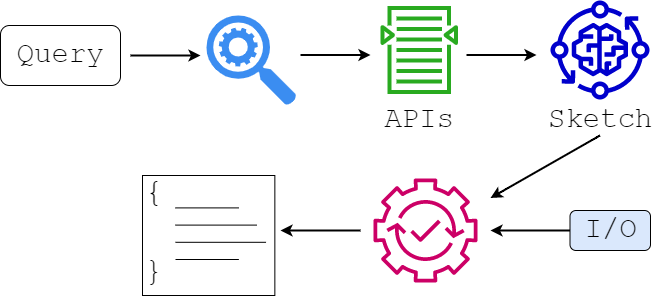 Query
APIs
Sketch
{
}
I/O